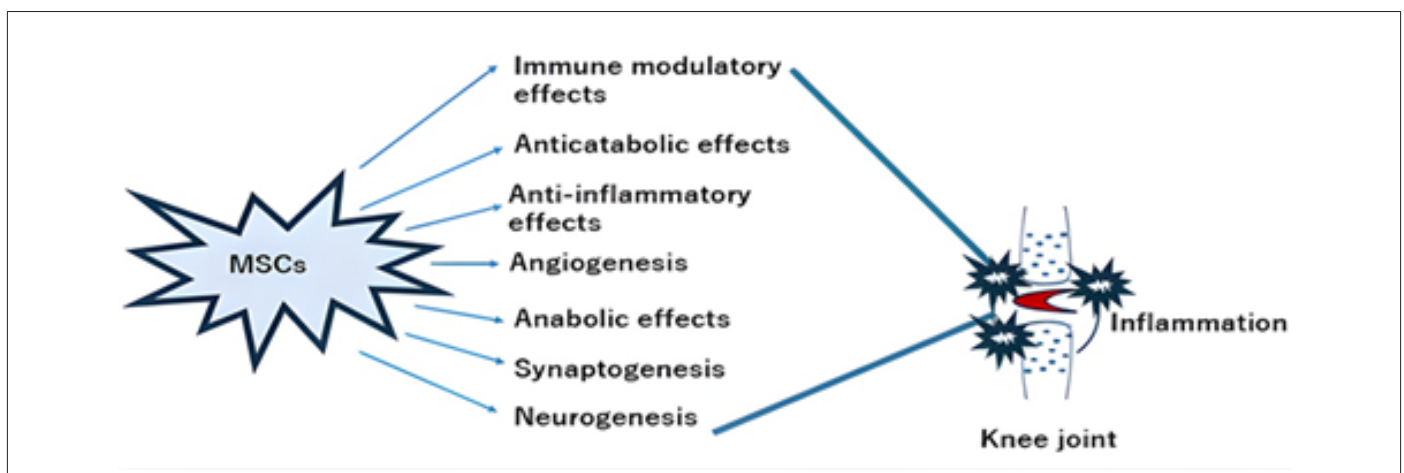 Immune modulatory
effects
Anticatabolic effects
Anti-inflammatory
effects
MSCs
Angiogenesis
Anabolic effects
Synaptogenesis
Neurogenesis
Inflammation
Knee joint